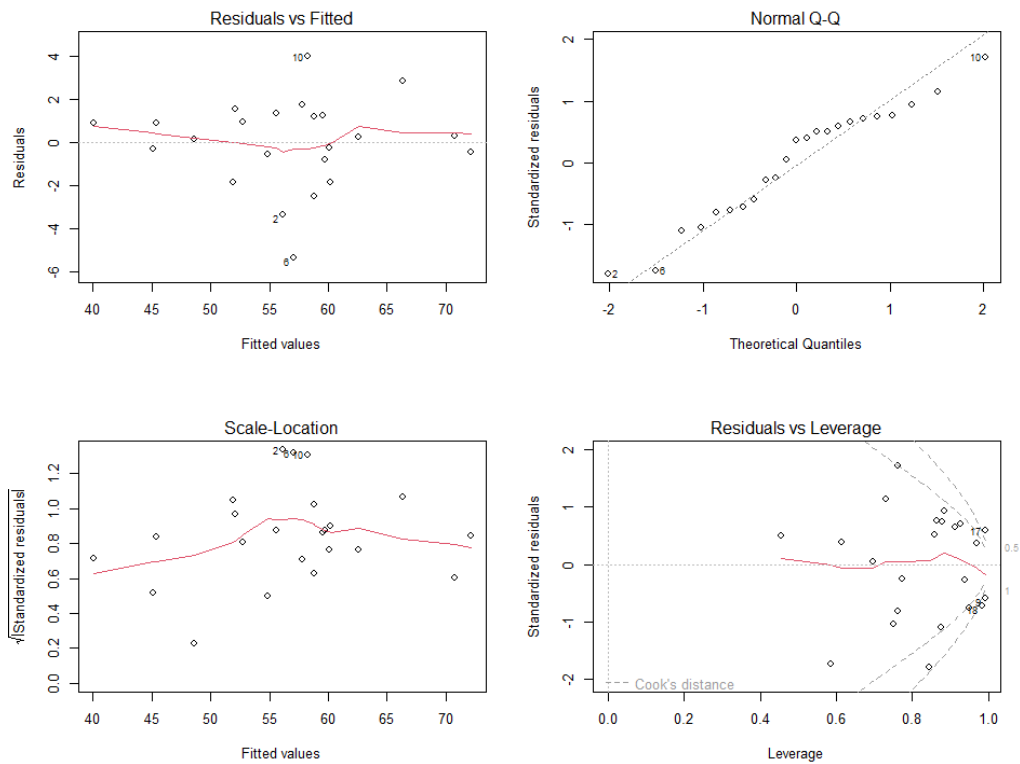 Residuals vs Fitted
Residuals
4
2
0
-2
-4
-6
10
2
6
40 45 50 55 60 65 70
Fitted values
Normal Q-Q
Standardized residuals
2
1
0
-1
10
2
6
-2 -1 0 1 2
Theoretical Quantiles
Scale-Location
√|Standardized residuals|
1.2
1.0
0.8
0.6
0.4
0.2
0.0
2 6 10
40 45 50 55 60 65 70
Fitted values
Residuals vs Leverage
Standardized residuals
2
1
0
-1
-2
17
0.5
1
18
Cook's distance
0.0 0.2 0.4 0.6 0.8 1.0
Leverage